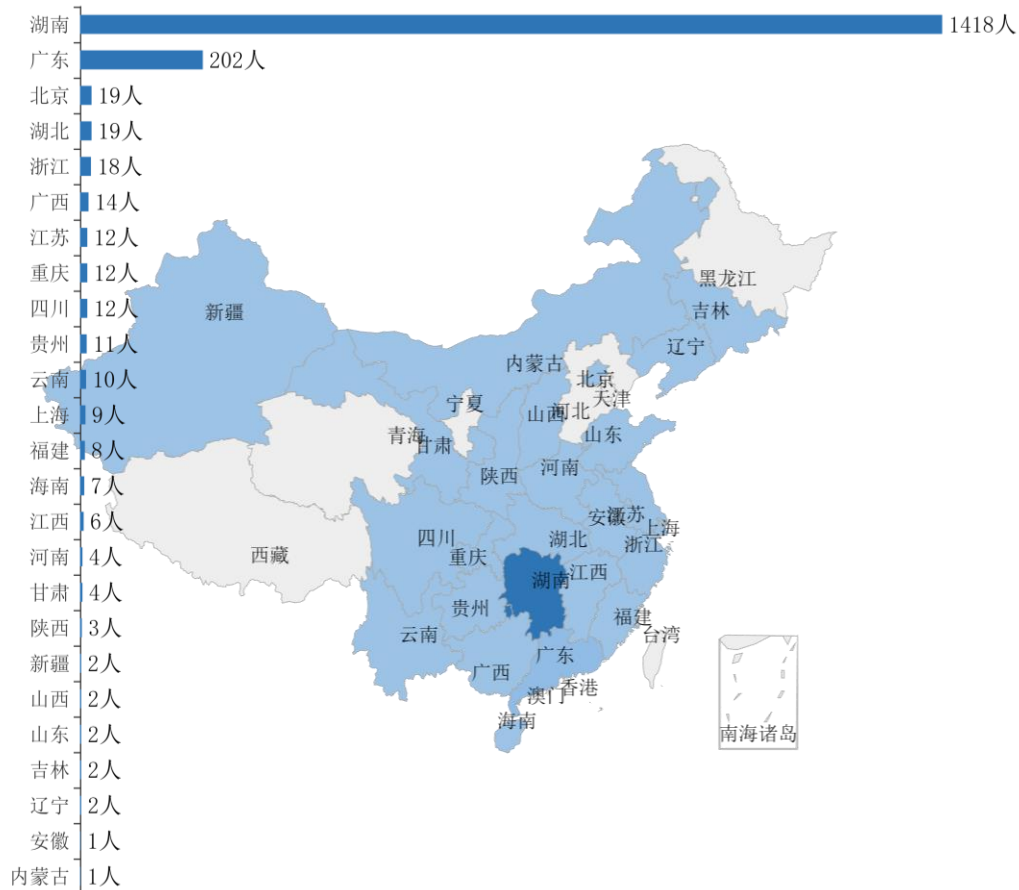 湖南 1418人
广东 202人
北京 19人
湖北 19人
浙江 18人
广西 14人
江苏 12人
重庆 12人
四川 12人
贵州 11人
云南 10人
上海 9人
福建 8人
海南 7人
江西 6人
河南 4人
甘肃 4人
陕西 3人
新疆 2人
山西 2人
山东 2人
吉林 2人
辽宁 2人
安徽 1人
内蒙古 1人
黑龙江
新疆
吉林
辽宁
内蒙古
北京
天津
宁夏
山西
河北
青海
甘肃
山东
陕西
河南
安徽
江苏
上海
四川
湖北
浙江
西藏
重庆
湖南
江西
贵州
福建
云南
台湾
广东
广西
澳门
香港
海南
南海诸岛